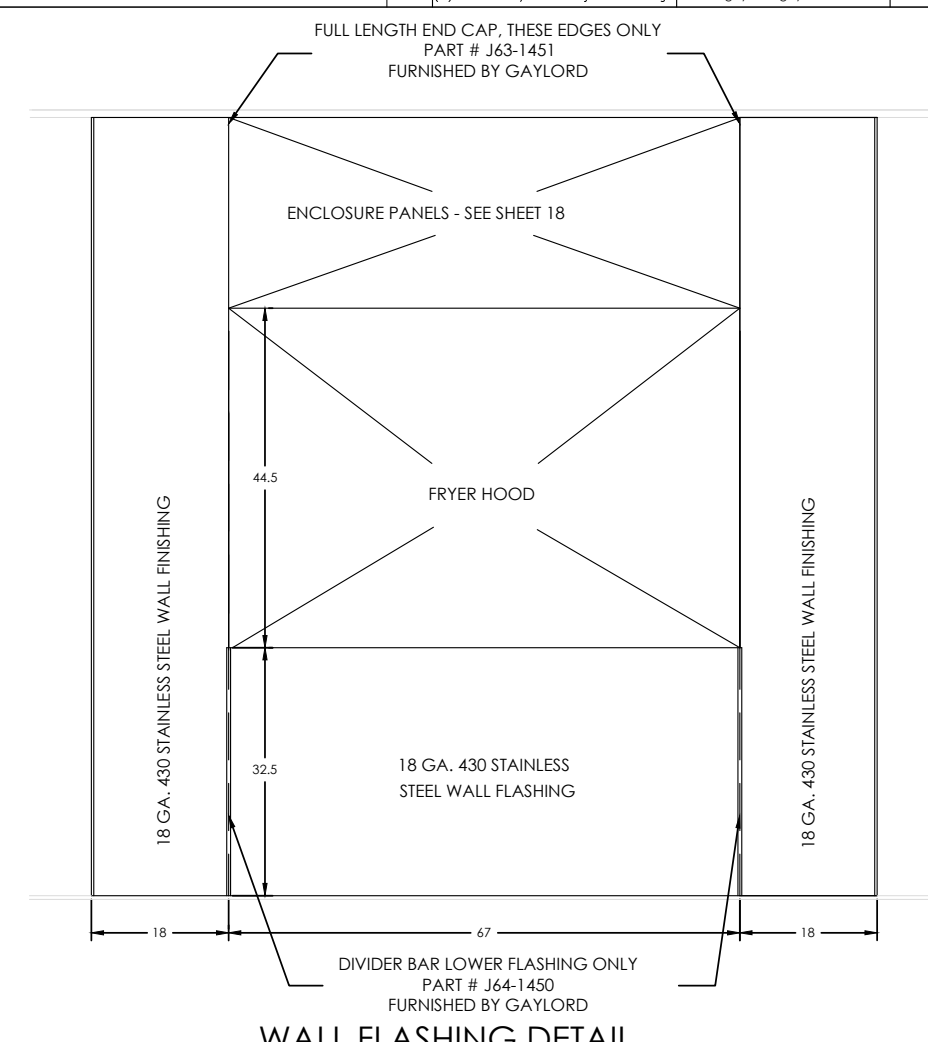 FULL LENGTH END CAP, THESE EDGES ONLY
PART # J63-1451
FURNISHED BY GAYLORD
ENCLOSURE PANELS - SEE SHEET 18
44.5
FRYER HOOD
18 GA. 430 STAINLESS STEEL WALL FINISHING
18 GA. 430 STAINLESS STEEL WALL FINISHING
32.5
18 GA. 430 STAINLESS
STEEL WALL FLASHING
18
67
18
DIVIDER BAR LOWER FLASHING ONLY
PART # J64-1450
FURNISHED BY GAYLORD
WALL FLASHING DETAIL